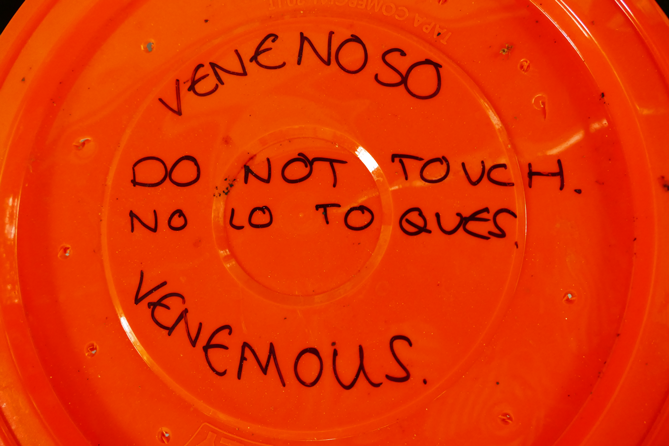 VENENOSO
DO NOT TOUCH.
NO LO TOQUES.
VENEMOUS.